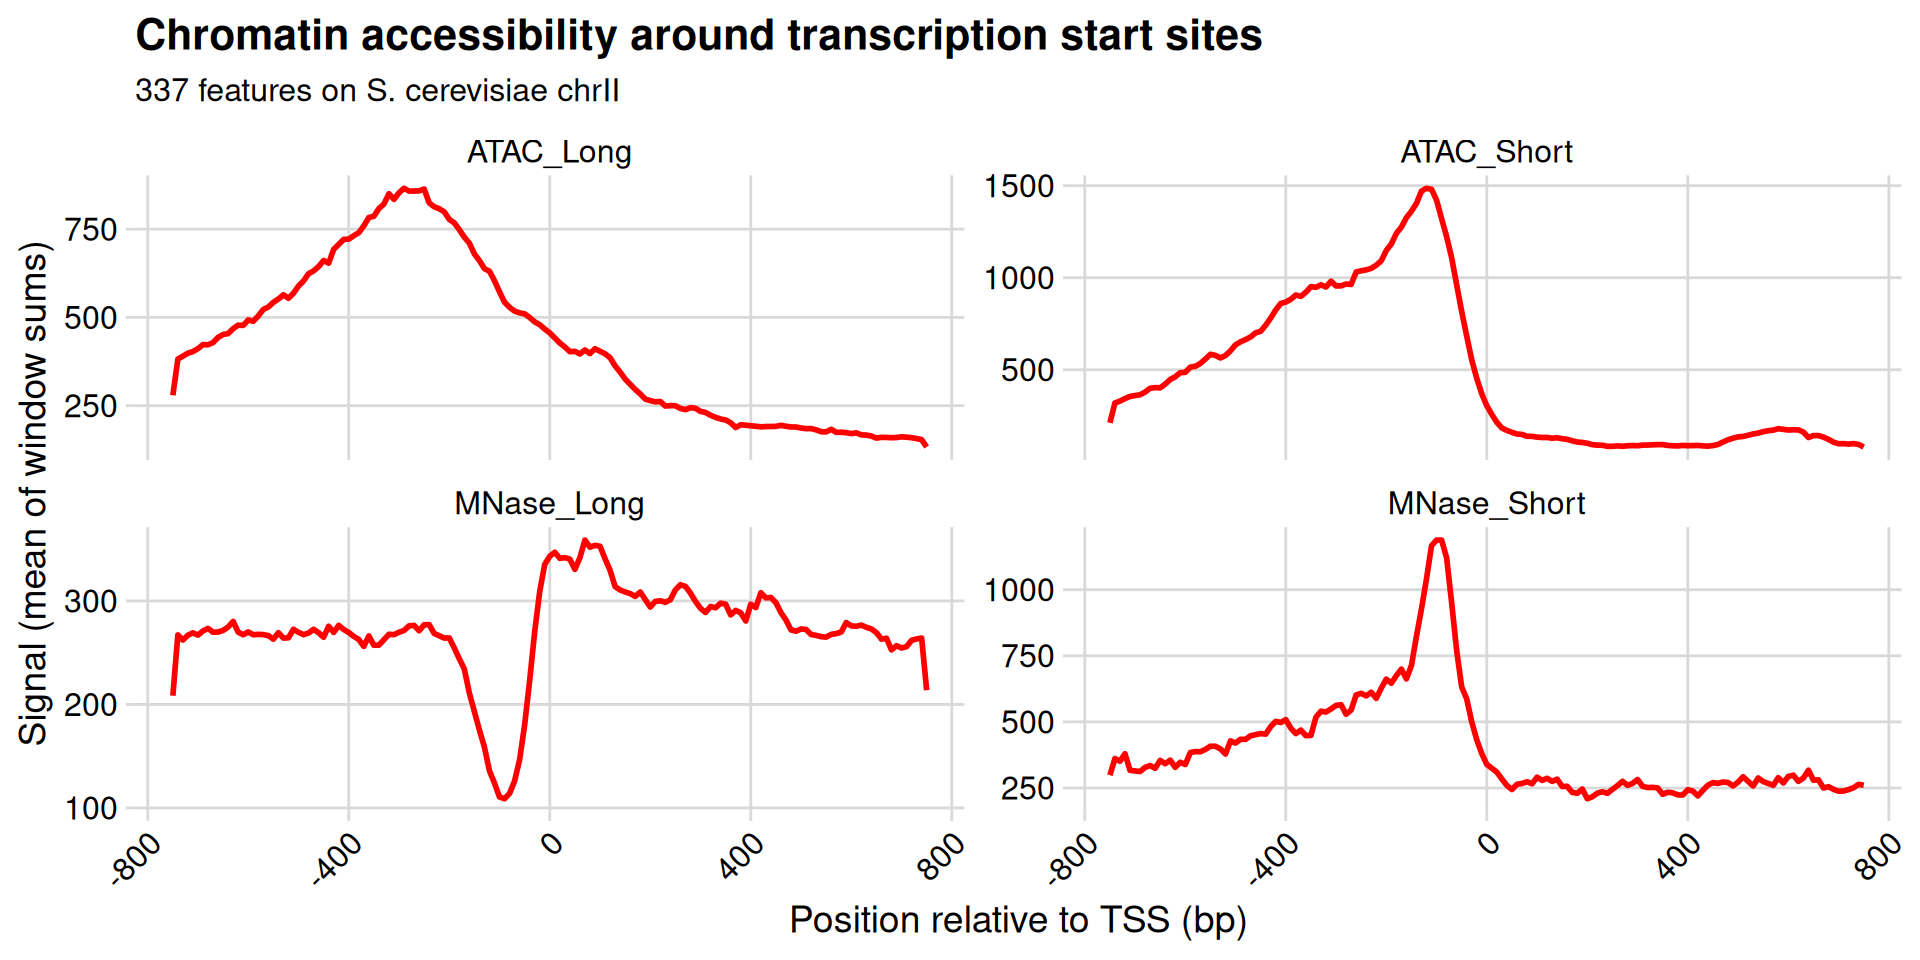 Chromatin accessibility around transcription start sites
337 features on S. cerevisiae chrII
ATAC_Long
ATAC_Short
750
500
250
1500
1000
500
MNase_Long
MNase_Short
300
200
100
1000
750
500
250
-800
-400
0
400
800
-800
-400
0
400
800
Signal (mean of window sums)
Position relative to TSS (bp)